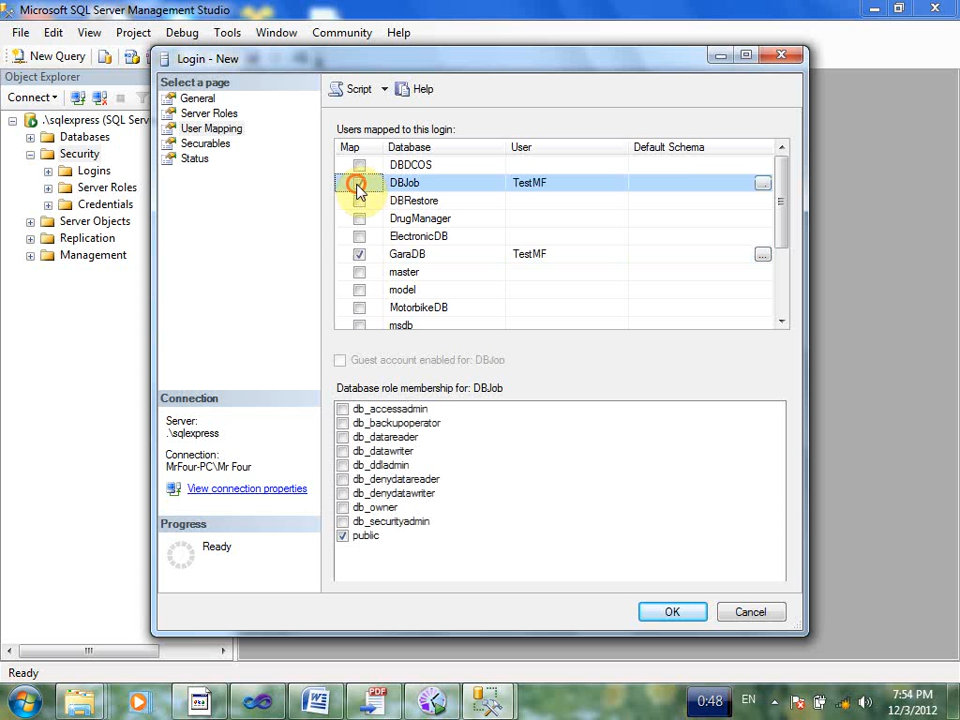 Microsoft SQL Server Management Studio
File Edit View Project Debug Tools Window Community Help
New Query
Object Explorer
Connect
.\sqlexpress (SQL Serv
Databases
Security
Logins
Server Roles
Credentials
Server Objects
Replication
Management
Login - New
Select a page
General
Server Roles
User Mapping
Securables
Status
Connection
Server:
.\sqlexpress
Connection:
MrFour-PC\Mr Four
View connection properties
Progress
Ready
Script Help
Users mapped to this login:
Map Database User Default Schema
DBDCOS
DBJob TestMF ...
DBRestore
DrugManager
ElectronicDB
GaraDB TestMF ...
master
model
MotorbikeDB
msdb
Guest account enabled for: DBJob
Database role membership for: DBJob
db_accessadmin
db_backupoperator
db_datareader
db_datawriter
db_ddladmin
db_denydatareader
db_denydatawriter
db_owner
db_securityadmin
public
OK Cancel
Ready
PDF
0:48 EN 7:54 PM
12/3/2012